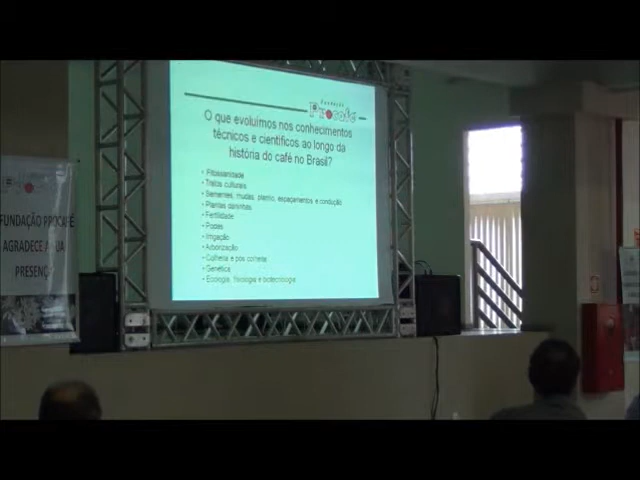 Fundação
Procafé
O que evoluímos nos conhecimentos
técnicos e científicos ao longo da
história do café no Brasil?
• Fitossanidade
• Tratos culturais
• Sementes, mudas, plantio, espaçamentos e condução
• Plantas daninhas
• Fertilidade
• Podas
• Irrigação
• Arborização
• Colheita e pós colheita
• Genética
• Ecologia, fisiologia e biotecnologia
FUNDAÇÃO PROCAFÉ
AGRADECE A SUA
PRESENÇA